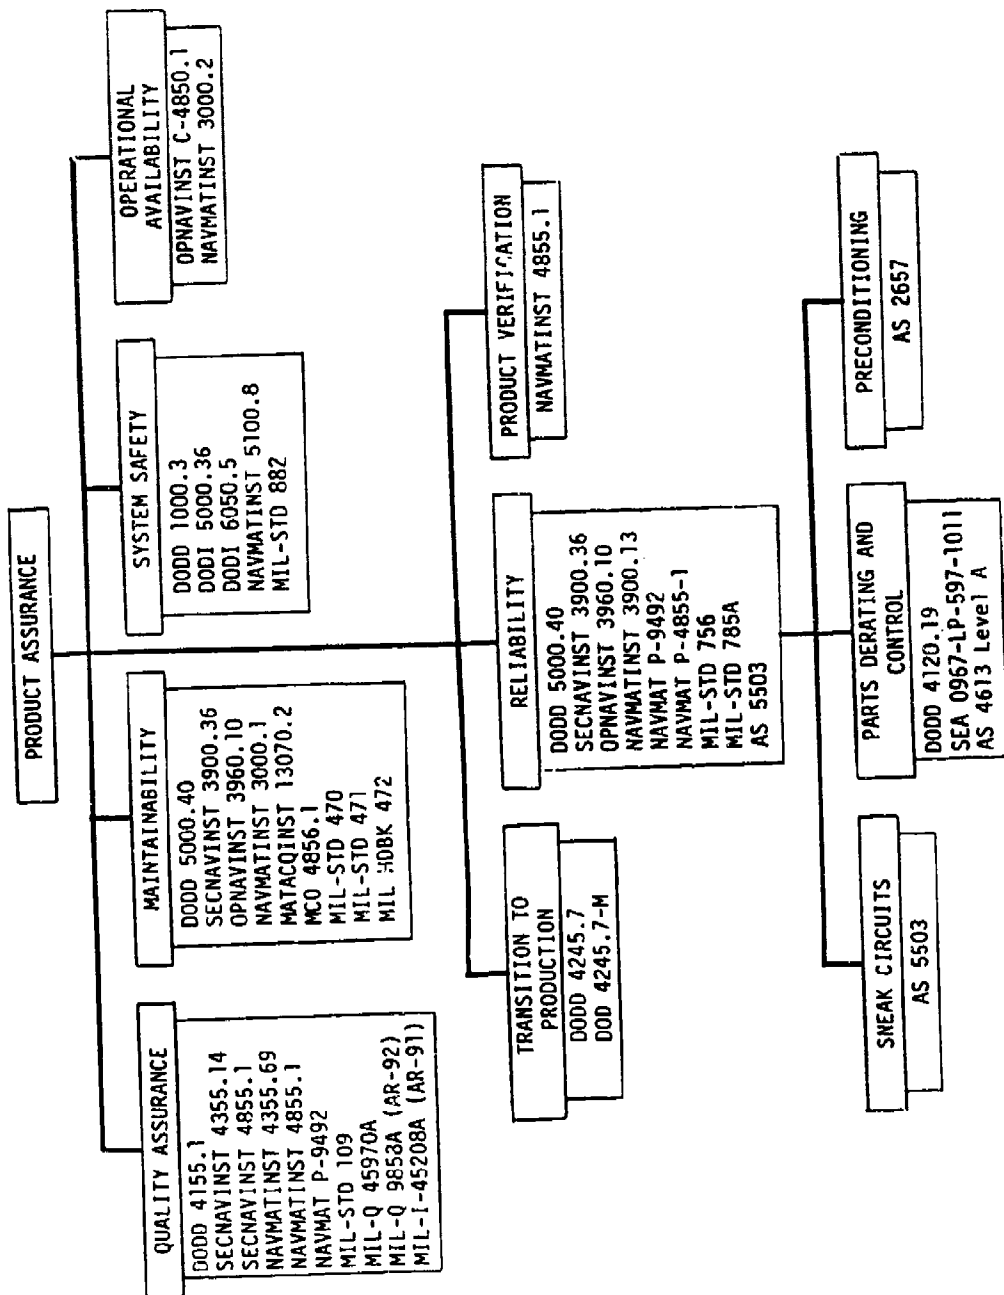 PRODUCT ASSURANCE
QUALITY ASSURANCE
DODD 4155.1
SECNAVINST 4355.14
SECNAVINST 4855.1
NAVMATINST 4355.69
NAVMATINST 4855.1
NAVMAT P-9492
MIL-STD 109
MIL-Q 45970A
MIL-Q 9858A (AR-92)
MIL-I-45208A (AR-91)
MAINTAINABILITY
DODD 5000.40
SECNAVINST 3900.36
OPNAVINST 3960.10
NAVMATINST 3000.1
MATACQINST 13070.2
MCO 4856.1
MIL-STD 470
MIL-STD 471
MIL HDBK 472
SYSTEM SAFETY
DODD 1000.3
DODI 5000.36
DODI 6050.5
NAVMATINST 5100.8
MIL-STD 882
OPERATIONAL
AVAILABILITY
OPNAVINST C-4850.1
NAVMATINST 3000.2
TRANSITION TO
PRODUCTION
DODD 4245.7
DOD 4245.7-M
RELIABILITY
DODD 5000.40
SECNAVINST 3900.36
OPNAVINST 3960.10
NAVMATINST 3900.13
NAVMAT P-9492
NAVMAT P-4855-1
MIL-STD 756
MIL-STD 785A
AS 5503
PRODUCT VERIFICATION
NAVMATINST 4855.1
SNEAK CIRCUITS
AS 5503
PARTS DERATING AND
CONTROL
DODD 4120.19
SEA 0967-LP-597-1011
AS 4613 Level A
PRECONDITIONING
AS 2657